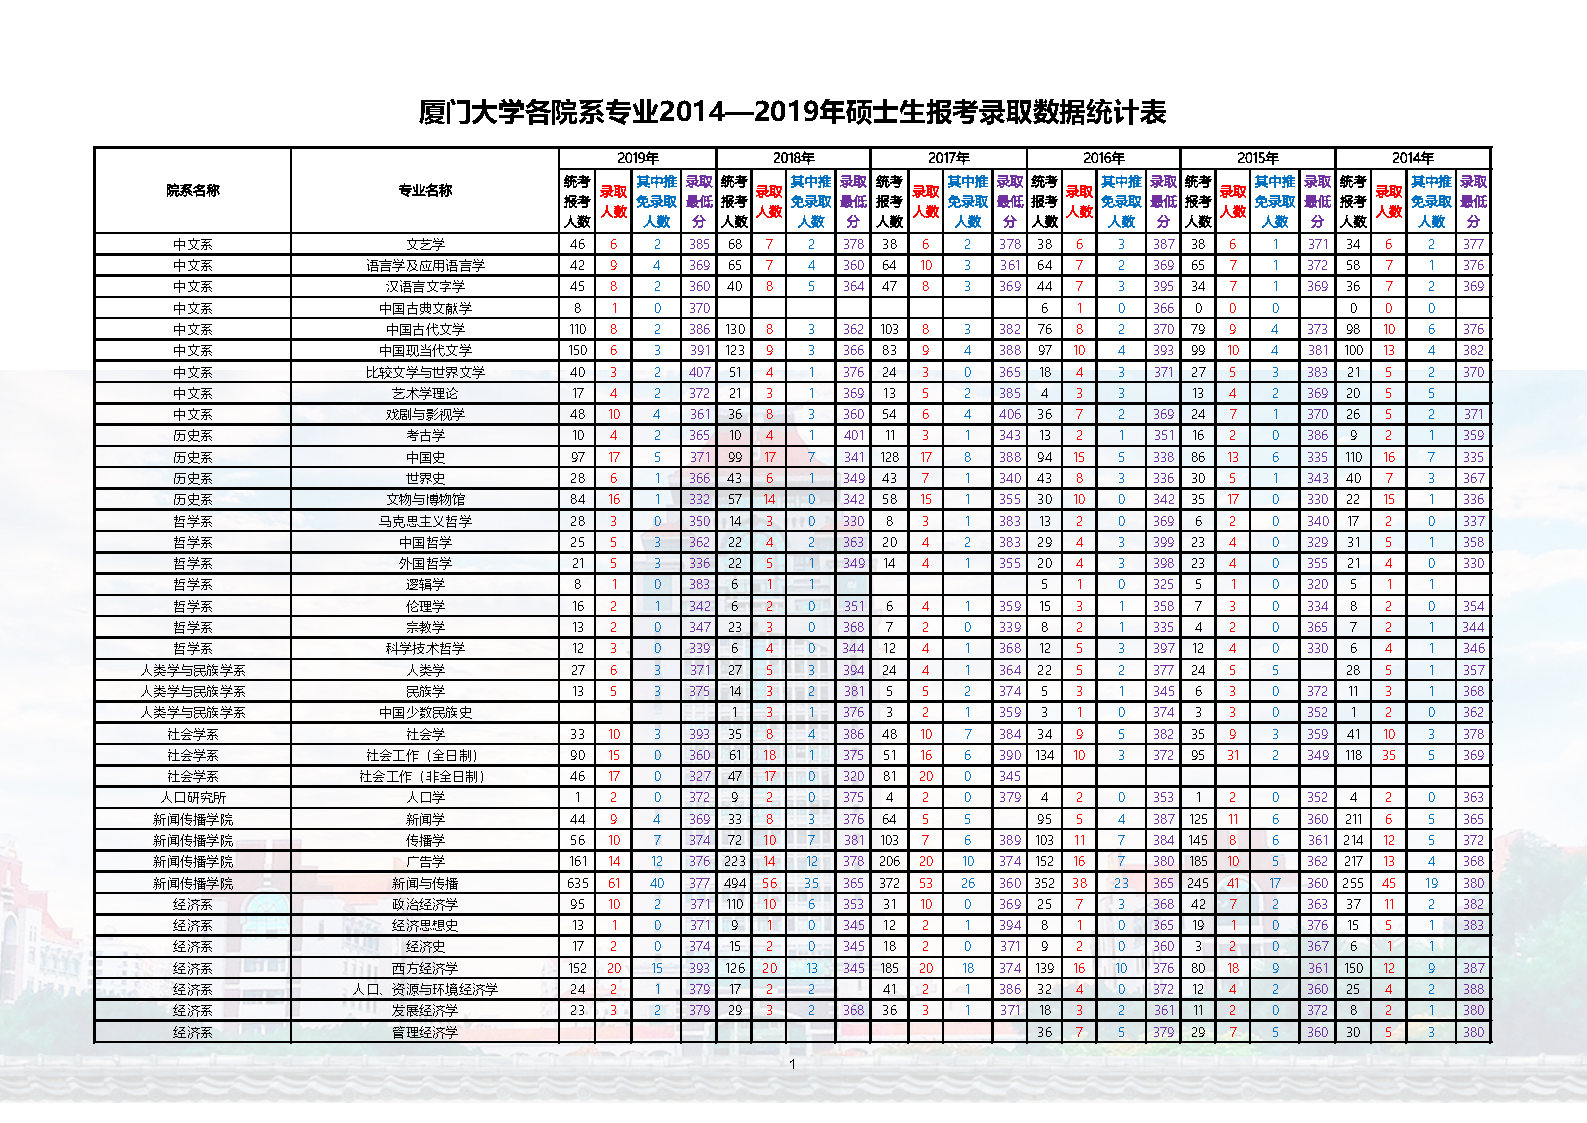 厦门大学各院系专业2014—2019年硕士生报考录取数据统计表
院系名称 专业名称 2019年 2018年 2017年 2016年 2015年 2014年
统考报考人数 录取人数 其中推免录取人数 录取最低分 统考报考人数 录取人数 其中推免录取人数 录取最低分 统考报考人数 录取人数 其中推免录取人数 录取最低分 统考报考人数 录取人数 其中推免录取人数 录取最低分 统考报考人数 录取人数 其中推免录取人数 录取最低分 统考报考人数 录取人数 其中推免录取人数 录取最低分
中文系 文艺学 46 6 2 385 68 7 2 378 38 6 2 378 38 6 3 387 38 6 1 371 34 6 2 377
中文系 语言学及应用语言学 42 9 4 369 65 7 4 360 64 10 3 361 64 7 2 369 65 7 1 372 58 7 1 376
中文系 汉语言文字学 45 8 2 360 40 8 5 364 47 8 3 369 44 7 3 395 34 7 1 369 36 7 2 369
中文系 中国古典文献学 8 1 0 370 6 1 0 366 0 0 0 0 0 0
中文系 中国古代文学 110 8 2 386 130 8 3 362 103 8 3 382 76 8 2 370 79 9 4 373 98 10 6 376
中文系 中国现当代文学 150 6 3 391 123 9 3 366 83 9 4 388 97 10 4 393 99 10 4 381 100 13 4 382
中文系 比较文学与世界文学 40 3 2 407 51 4 1 376 24 3 0 365 18 4 3 371 27 5 3 383 21 5 2 370
中文系 艺术学理论 17 4 2 372 21 3 1 369 13 5 2 385 4 3 3 13 4 2 369 20 5 5
中文系 戏剧与影视学 48 10 4 361 36 8 3 360 54 6 4 406 36 7 2 369 24 7 1 370 26 5 2 371
历史系 考古学 10 4 2 365 10 4 1 401 11 3 1 343 13 2 1 351 16 2 0 386 9 2 1 359
历史系 中国史 97 17 5 371 99 17 7 341 128 17 8 388 94 15 5 338 86 13 6 335 110 16 7 335
历史系 世界史 28 6 1 366 43 6 1 349 43 7 1 340 43 8 3 336 30 5 1 343 40 7 3 367
历史系 文物与博物馆 84 16 1 332 57 14 0 342 58 15 1 355 30 10 0 342 35 17 0 330 22 15 1 336
哲学系 马克思主义哲学 28 3 0 350 14 3 0 330 8 3 1 383 13 2 0 369 6 2 0 340 17 2 0 337
哲学系 中国哲学 25 5 3 362 22 4 2 363 20 4 2 383 29 4 3 399 23 4 0 329 31 5 1 358
哲学系 外国哲学 21 5 3 336 22 5 1 349 14 4 1 355 20 4 3 398 23 4 0 355 21 4 0 330
哲学系 逻辑学 8 1 0 383 6 1 1 5 1 0 325 5 1 0 320 5 1 1
哲学系 伦理学 16 2 1 342 6 2 0 351 6 4 1 359 15 3 1 358 7 3 0 334 8 2 0 354
哲学系 宗教学 13 2 0 347 23 3 0 368 7 2 0 339 8 2 1 335 4 2 0 365 7 2 1 344
哲学系 科学技术哲学 12 3 0 339 6 4 0 344 12 4 1 368 12 5 3 397 12 4 0 330 6 4 1 346
人类学与民族学系 人类学 27 6 3 371 27 5 3 394 24 4 1 364 22 5 2 377 24 5 5 28 5 1 357
人类学与民族学系 民族学 13 5 3 375 14 3 2 381 5 5 2 374 5 3 1 345 6 3 0 372 11 3 1 368
人类学与民族学系 中国少数民族史 1 3 1 376 3 2 1 359 3 1 0 374 3 3 0 352 1 2 0 362
社会学系 社会学 33 10 3 393 35 8 4 386 48 10 7 384 34 9 5 382 35 9 3 359 41 10 3 378
社会学系 社会工作（全日制） 90 15 0 360 61 18 1 375 51 16 6 390 134 10 3 372 95 31 2 349 118 35 5 369
社会学系 社会工作（非全日制） 46 17 0 327 47 17 0 320 81 20 0 345
人口研究所 人口学 1 2 0 372 9 2 0 375 4 2 0 379 4 2 0 353 1 2 0 352 4 2 0 363
新闻传播学院 新闻学 44 9 4 369 33 8 3 376 64 5 5 95 5 4 387 125 11 6 360 211 6 5 365
新闻传播学院 传播学 56 10 7 374 72 10 7 381 103 7 6 389 103 11 7 384 145 8 6 361 214 12 5 372
新闻传播学院 广告学 161 14 12 376 223 14 12 378 206 20 10 374 152 16 7 380 185 10 5 362 217 13 4 368
新闻传播学院 新闻与传播 635 61 40 377 494 56 35 365 372 53 26 360 352 38 23 365 245 41 17 360 255 45 19 380
经济系 政治经济学 95 10 2 371 110 10 6 353 31 10 0 369 25 7 3 368 42 7 2 363 37 11 2 382
经济系 经济思想史 13 1 0 371 9 1 0 345 12 2 1 394 8 1 0 365 19 1 0 376 15 5 1 383
经济系 经济史 17 2 0 374 15 2 0 345 18 2 0 371 9 2 0 360 3 2 0 367 6 1 1
经济系 西方经济学 152 20 15 393 126 20 13 345 185 20 18 374 139 16 10 376 80 18 9 361 150 12 9 387
经济系 人口、资源与环境经济学 24 2 1 379 17 2 2 41 2 1 386 32 4 0 372 12 4 2 360 25 4 2 388
经济系 发展经济学 23 3 2 379 29 3 2 368 36 3 1 371 18 3 2 361 11 2 0 372 8 2 1 380
经济系 管理经济学 36 7 5 379 29 7 5 360 30 5 3 380
1